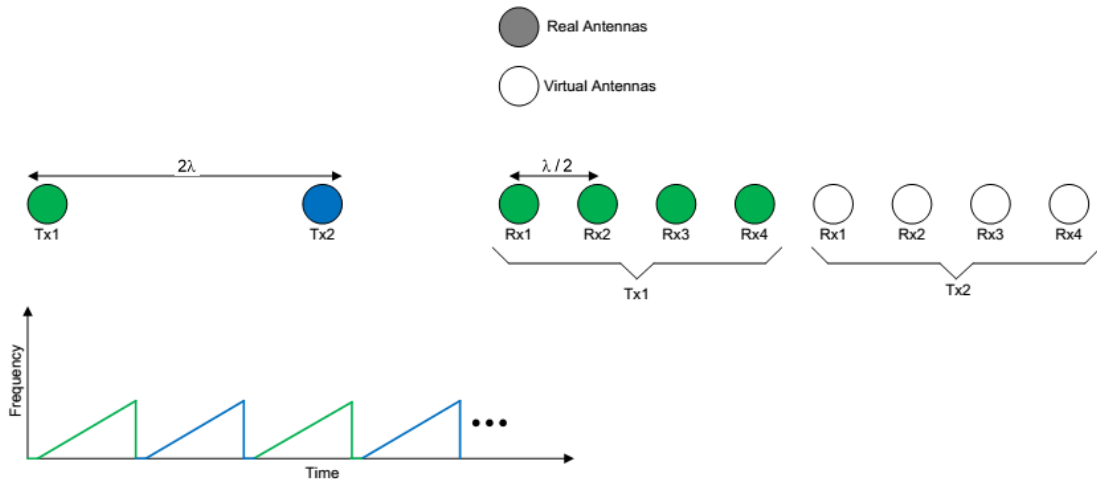 Real Antennas
Virtual Antennas
2λ
λ / 2
Tx1
Tx2
Rx1
Rx2
Rx3
Rx4
Rx1
Rx2
Rx3
Rx4
Tx1
Tx2
Frequency
Time